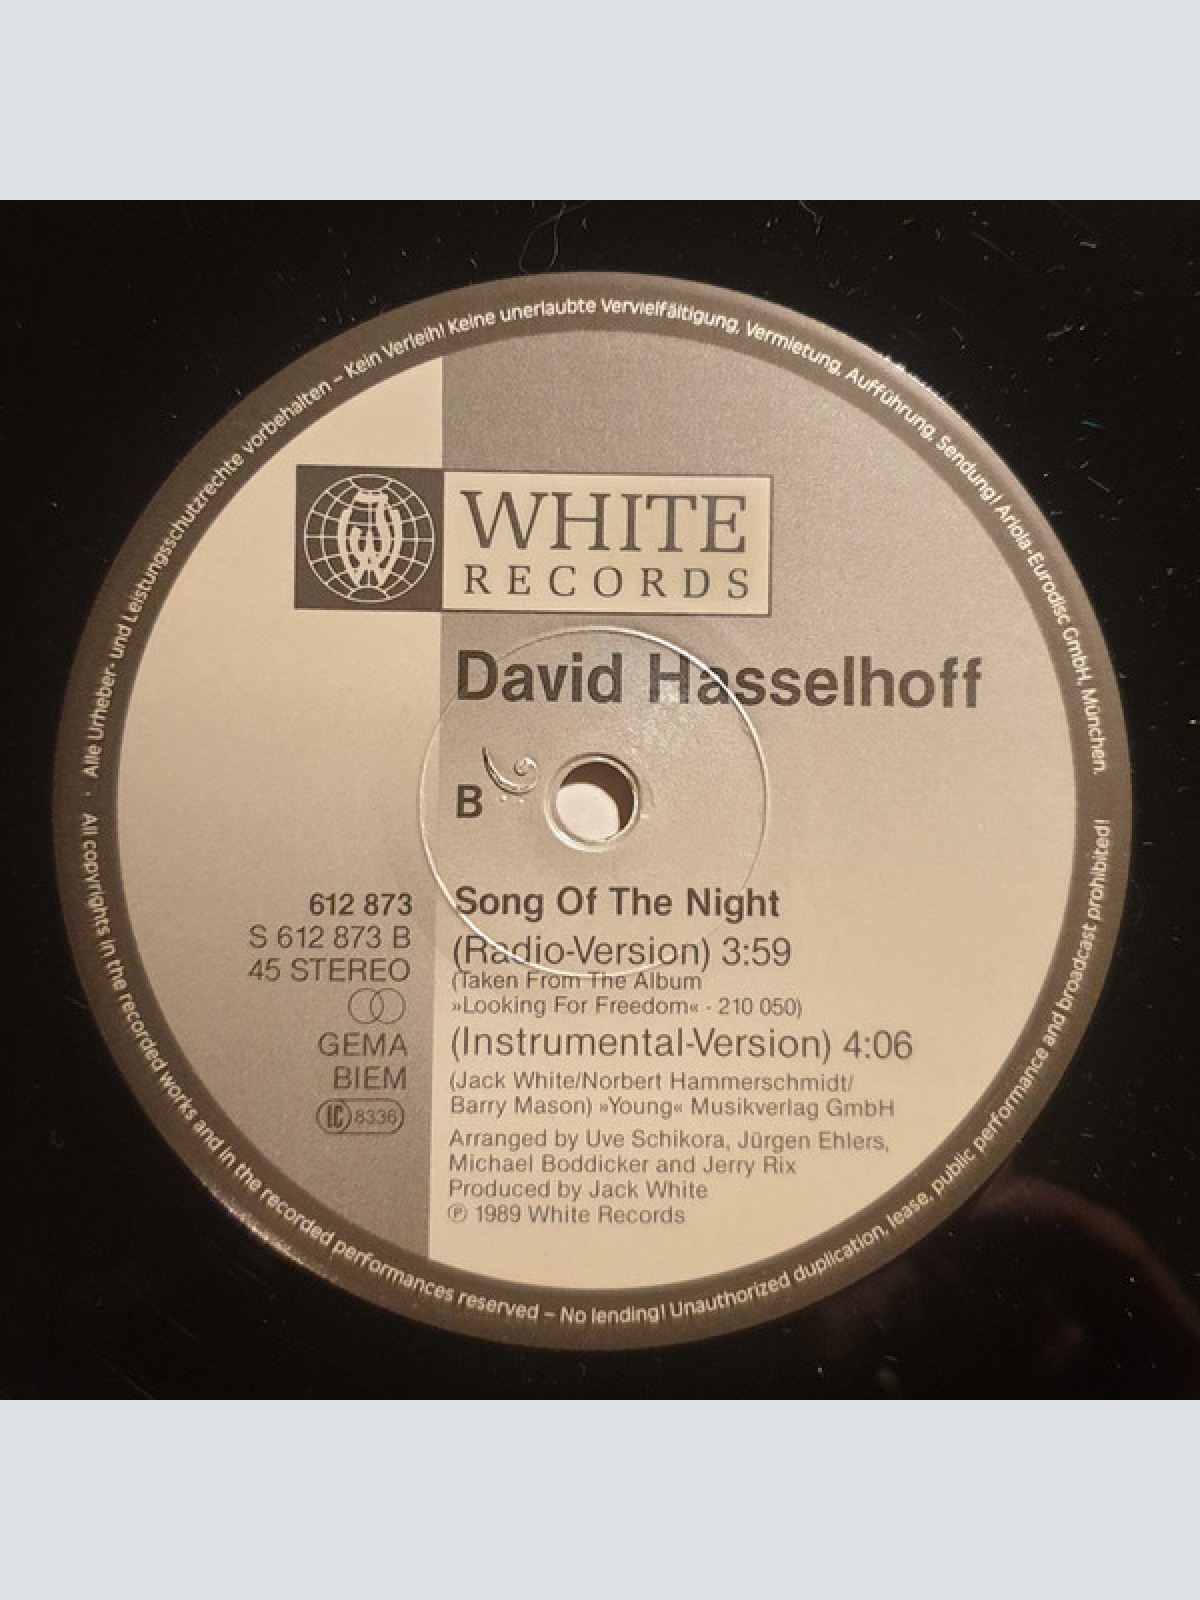 Alle Urheber- und Leistungsschutzrechte vorbehalten – Kein Verleih! Keine unerlaubte Vervielfältigung, Vermietung, Aufführung, Sendung! Ariola-Eurodisc GmbH, München.
WHITE
RECORDS
David Hasselhoff
B
612 873
S 612 873 B
45 STEREO
GEMA
BIEM
LC 8336
Song Of The Night
(Radio-Version) 3:59
(Taken From The Album
»Looking For Freedom« · 210 050)
(Instrumental-Version) 4:06
(Jack White/Norbert Hammerschmidt/
Barry Mason) »Young« Musikverlag GmbH
Arranged by Uve Schikora, Jürgen Ehlers,
Michael Boddicker and Jerry Rix
Produced by Jack White
℗ 1989 White Records
All copyrights in the recorded works and in the recorded performances reserved – No lending! Unauthorized duplication, lease, public performance and broadcast prohibited!